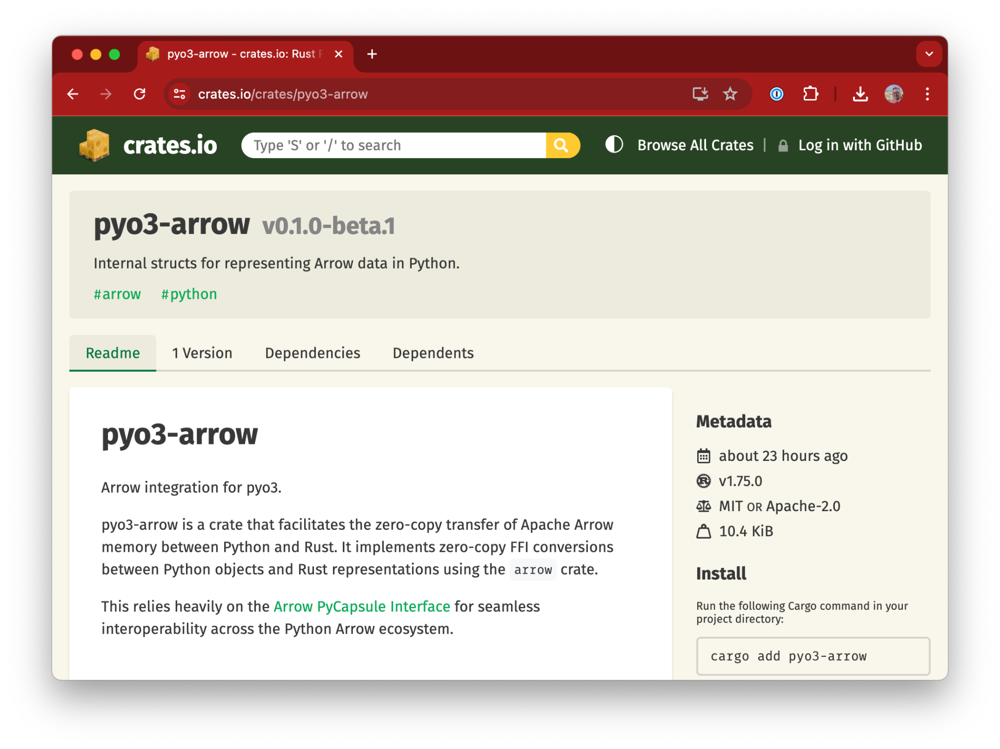 pyo3-arrow - crates.io: Rust
crates.io/crates/pyo3-arrow
crates.io
Type 'S' or '/' to search
Browse All Crates | Log in with GitHub
pyo3-arrow v0.1.0-beta.1
Internal structs for representing Arrow data in Python.
#arrow #python
Readme 1 Version Dependencies Dependents
pyo3-arrow
Arrow integration for pyo3.
pyo3-arrow is a crate that facilitates the zero-copy transfer of Apache Arrow
memory between Python and Rust. It implements zero-copy FFI conversions
between Python objects and Rust representations using the arrow crate.
This relies heavily on the Arrow PyCapsule Interface for seamless
interoperability across the Python Arrow ecosystem.
Metadata
about 23 hours ago
v1.75.0
MIT OR Apache-2.0
10.4 KiB
Install
Run the following Cargo command in your
project directory:
cargo add pyo3-arrow